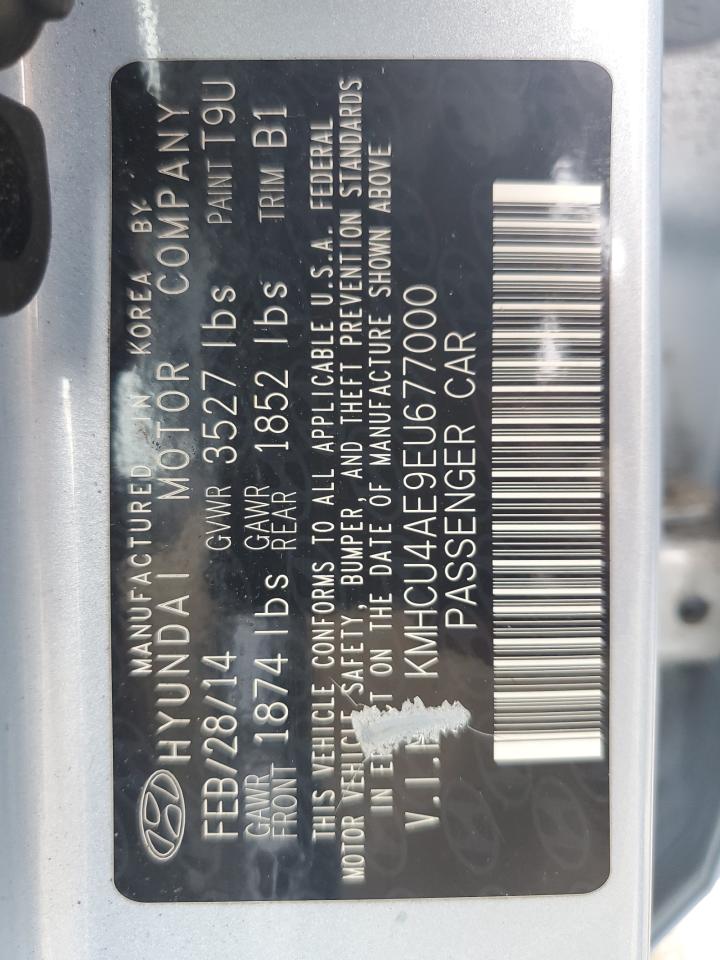 MANUFACTURED IN KOREA BY
HYUNDAI MOTOR COMPANY
FEB/28/14 GVWR 3527 lbs PAINT T9U
GAWR FRONT 1874 lbs GAWR REAR 1852 lbs TRIM B1
THIS VEHICLE CONFORMS TO ALL APPLICABLE U.S.A. FEDERAL
MOTOR VEHICLE SAFETY, BUMPER, AND THEFT PREVENTION STANDARDS
IN ON THE DATE OF MANUFACTURE SHOWN ABOVE
V.I.N KMHCU4AE9EU677000
PASSENGER CAR